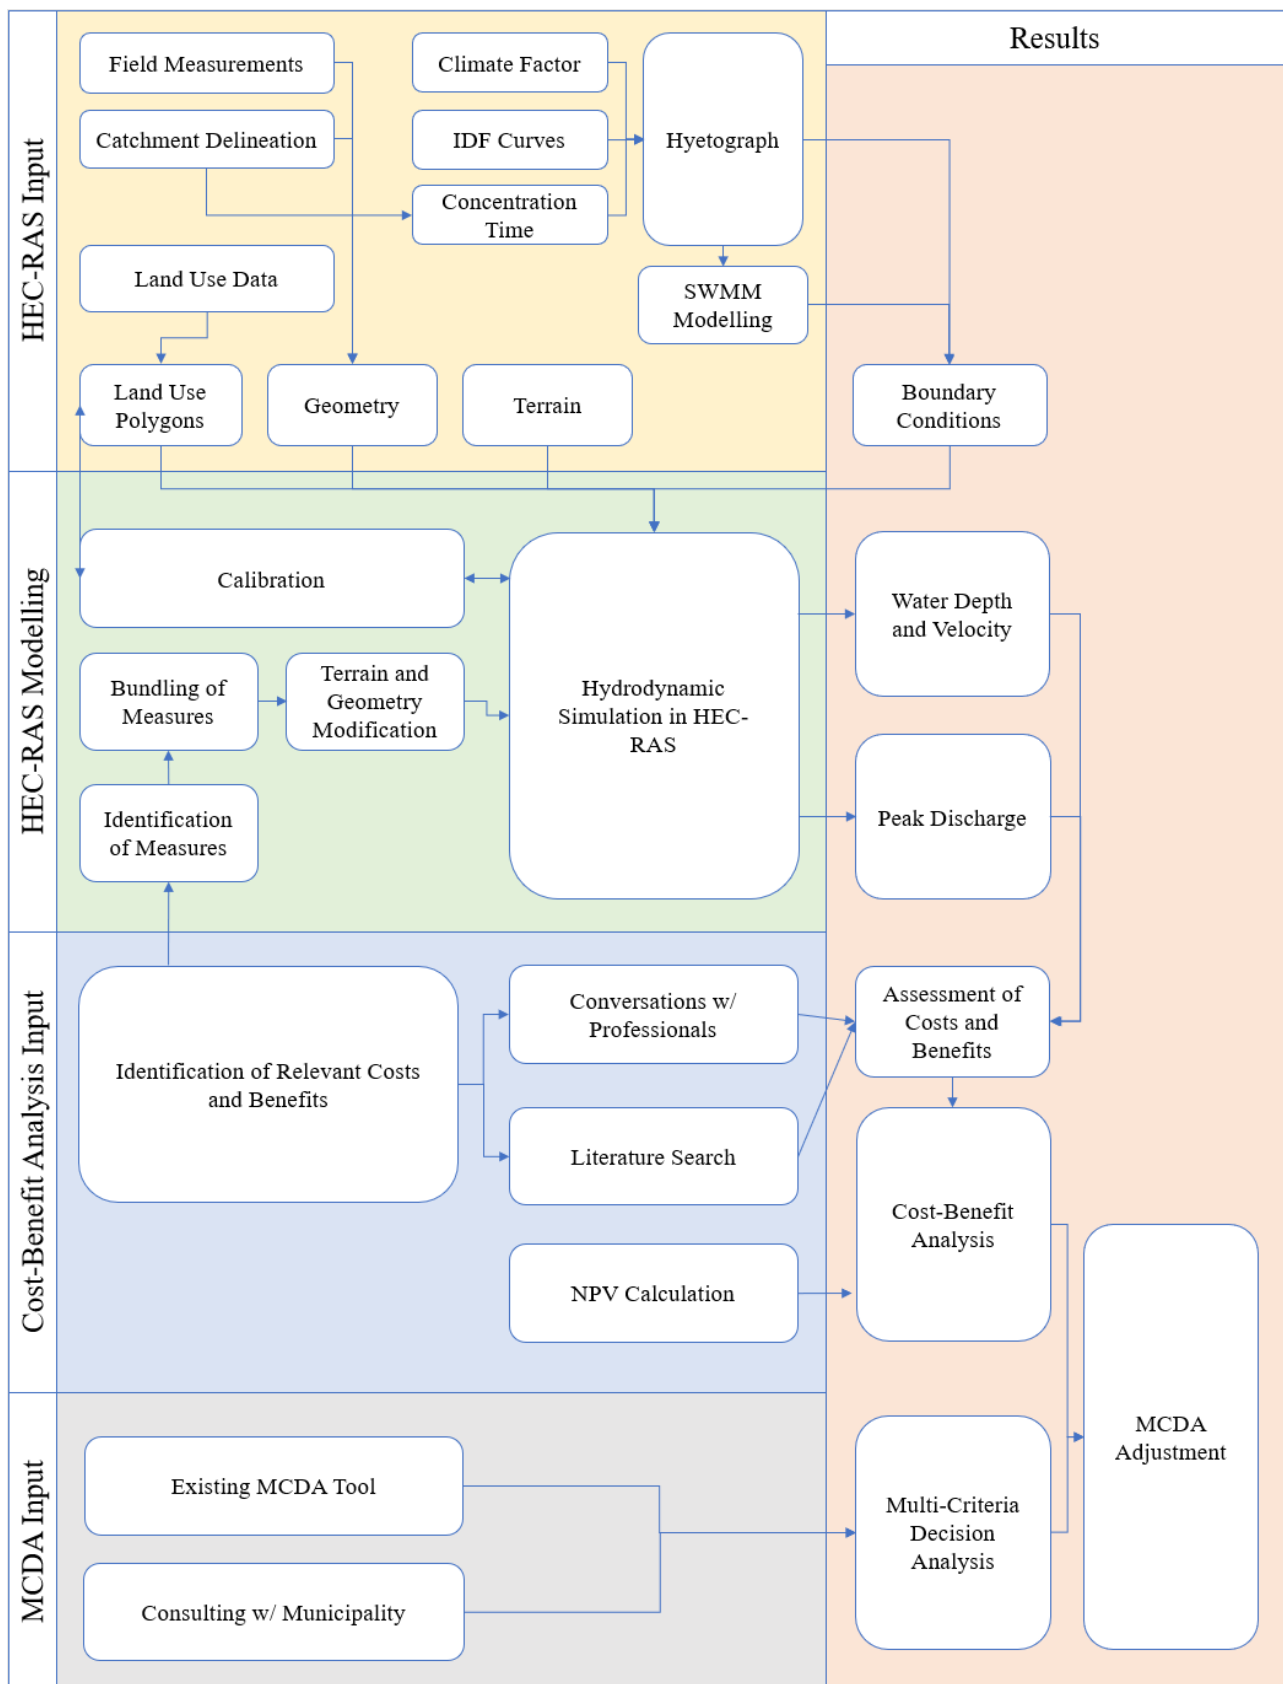 Results
HEC-RAS Input
Field Measurements
Climate Factor
Hyetograph
Catchment Delineation
IDF Curves
Concentration
Time
Land Use Data
SWMM
Modelling
Land Use
Polygons
Geometry
Terrain
Boundary
Conditions
HEC-RAS Modelling
Calibration
Hydrodynamic
Simulation in HEC-
RAS
Water Depth
and Velocity
Bundling of
Measures
Terrain and
Geometry
Modification
Identification
of Measures
Peak Discharge
Cost-Benefit Analysis Input
Identification of Relevant Costs
and Benefits
Conversations w/
Professionals
Assessment of
Costs and
Benefits
Literature Search
Cost-Benefit
Analysis
NPV Calculation
MCDA
Adjustment
MCDA Input
Existing MCDA Tool
Multi-Criteria
Decision
Analysis
Consulting w/ Municipality